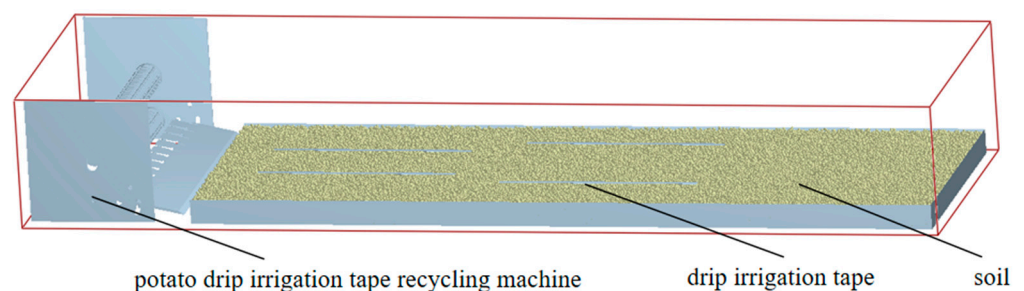 potato drip irrigation tape recycling machine
drip irrigation tape
soil